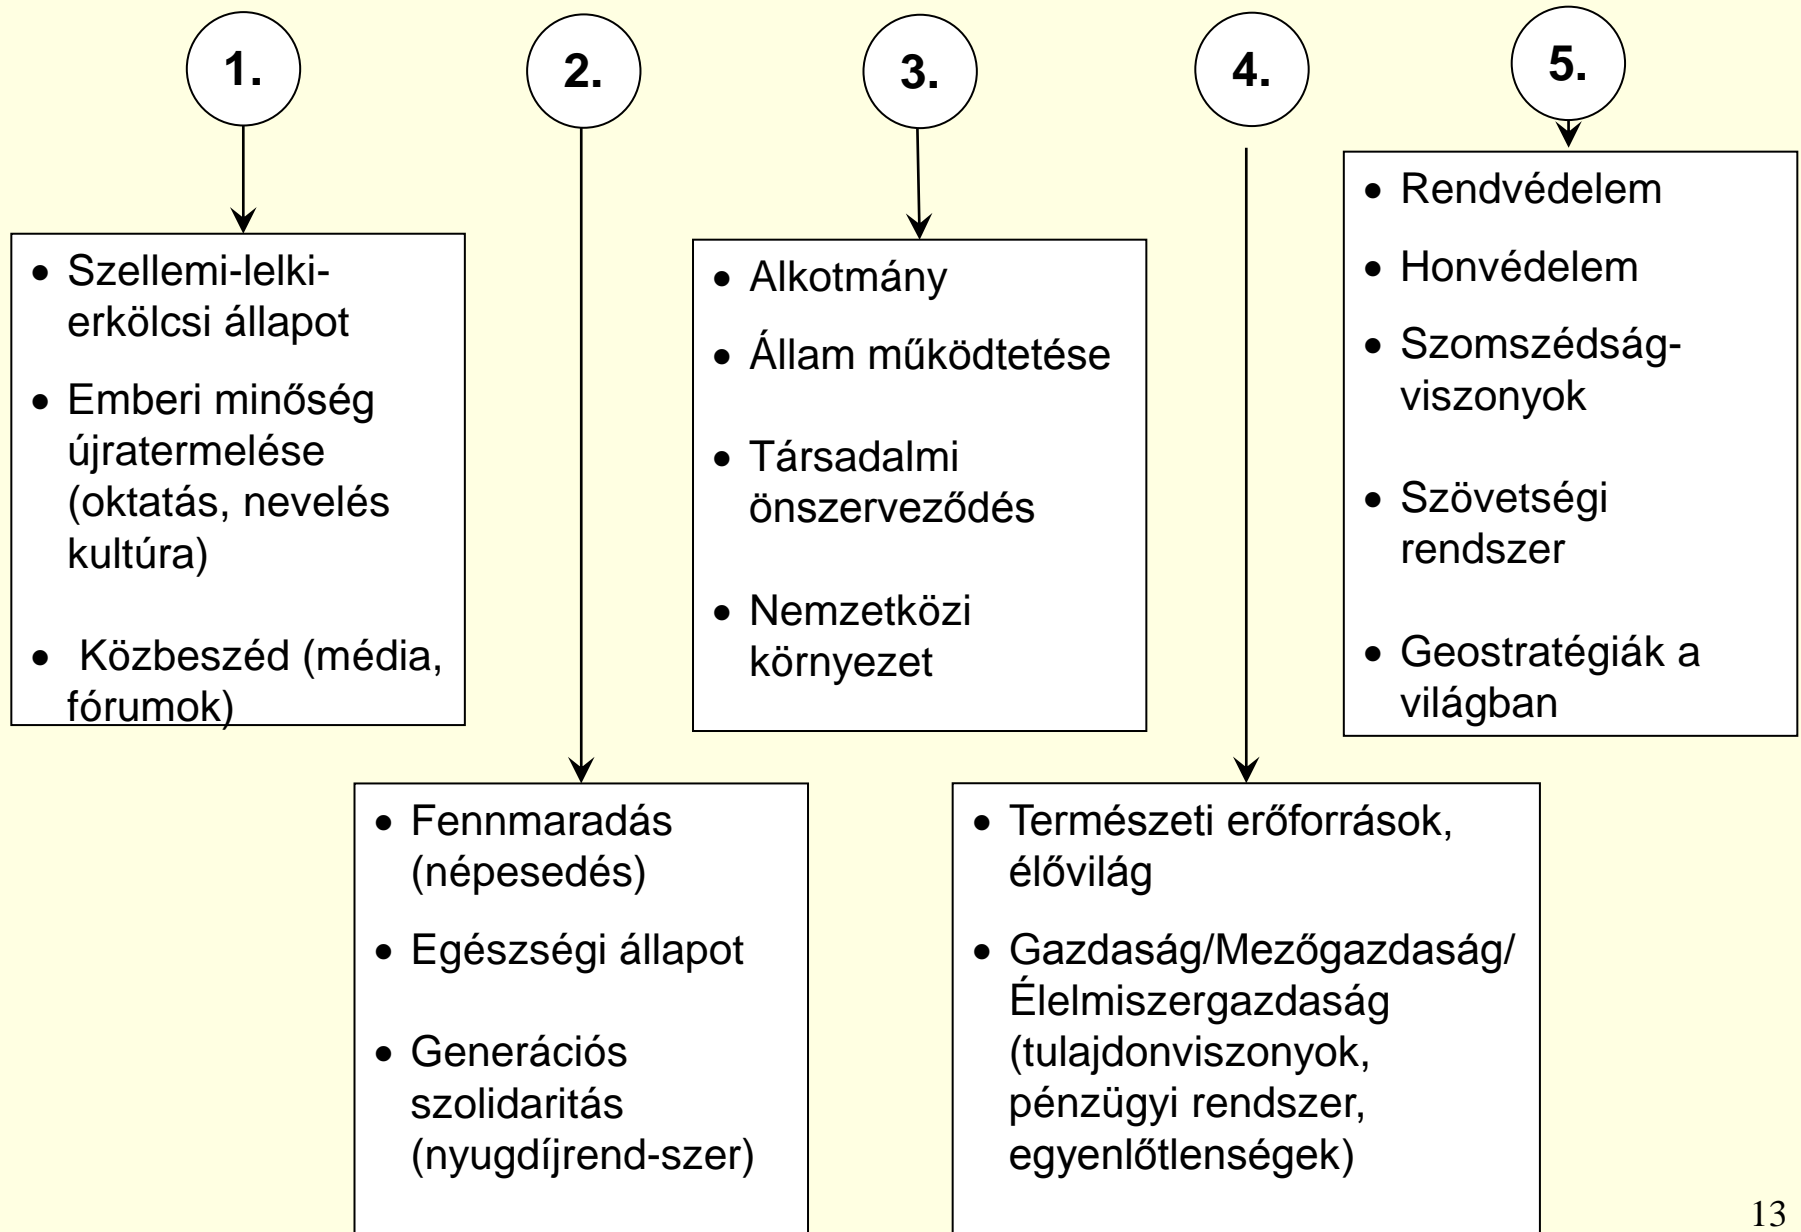 1.
2.
3.
4.
5.
• Szellemi-lelki-
erkölcsi állapot
• Emberi minőség
újratermelése
(oktatás, nevelés
kultúra)
• Közbeszéd (média,
fórumok)
• Fennmaradás
(népesedés)
• Egészségi állapot
• Generációs
szolidaritás
(nyugdíjrend-szer)
• Alkotmány
• Állam működtetése
• Társadalmi
önszerveződés
• Nemzetközi
környezet
• Természeti erőforrások,
élővilág
• Gazdaság/Mezőgazdaság/
Élelmiszergazdaság
(tulajdonviszonyok,
pénzügyi rendszer,
egyenlőtlenségek)
• Rendvédelem
• Honvédelem
• Szomszédság-
viszonyok
• Szövetségi
rendszer
• Geostratégiák a
világban
13